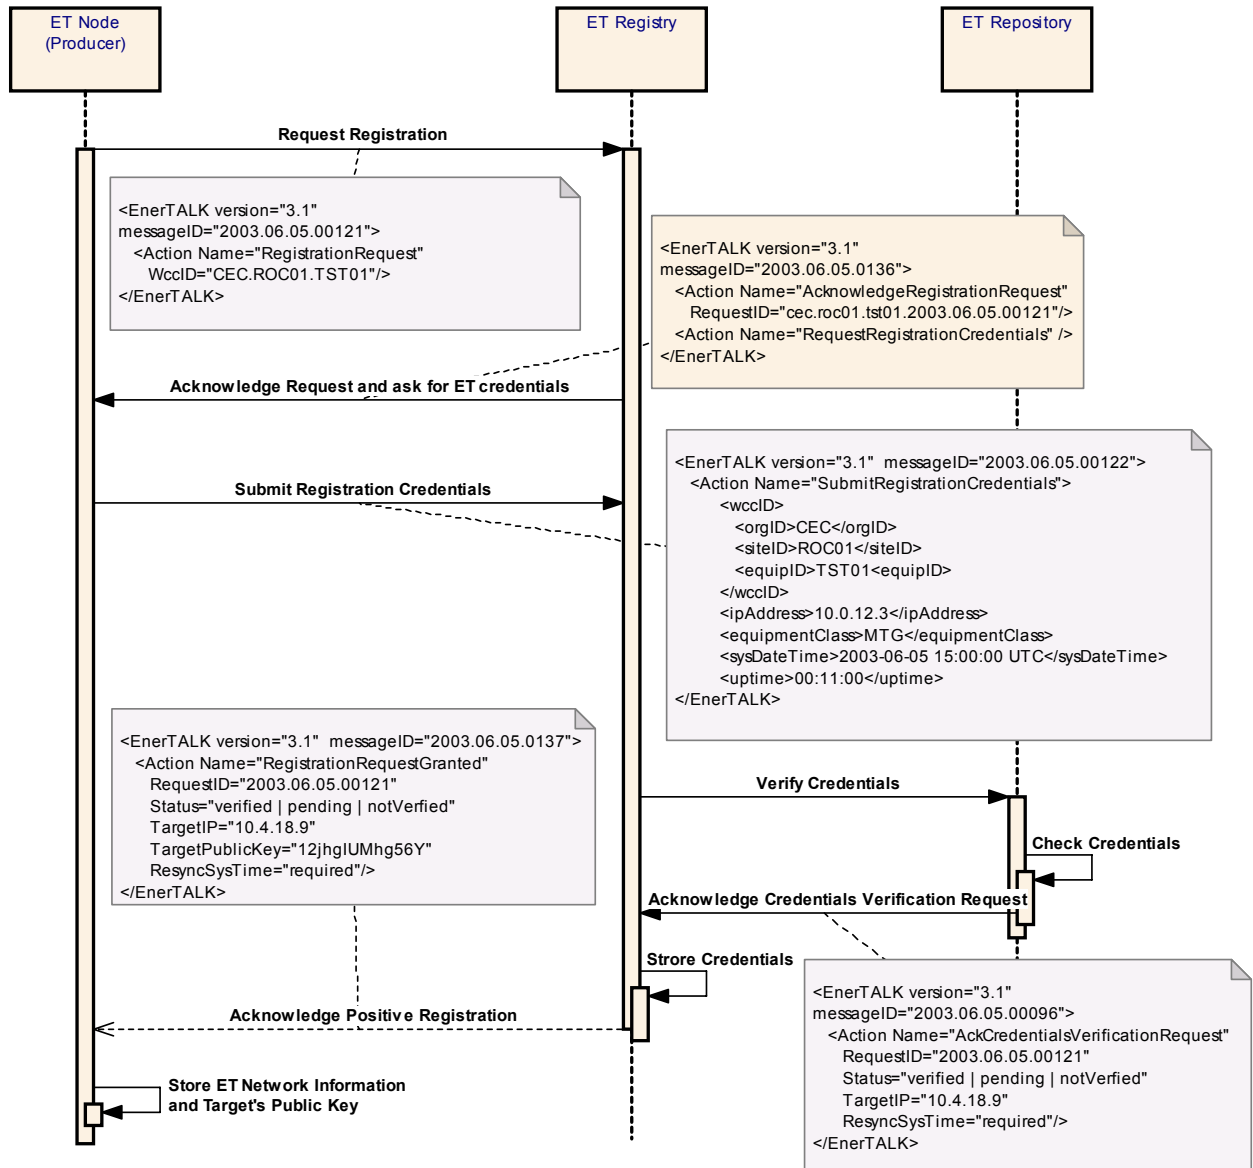 ET Node
(Producer)
ET Registry
ET Repository
Request Registration
<EnerTALK version="3.1"
messageID="2003.06.05.00121">
<Action Name="RegistrationRequest"
WccID="CEC.ROC01.TST01"/>
</EnerTALK>
<EnerTALK version="3.1"
messageID="2003.06.05.0136">
<Action Name="AcknowledgeRegistrationRequest"
RequestID="cec.roc01.tst01.2003.06.05.00121"/>
<Action Name="RequestRegistrationCredentials" />
</EnerTALK>
Acknowledge Request and ask for ET credentials
<EnerTALK version="3.1" messageID="2003.06.05.00122">
<Action Name="SubmitRegistrationCredentials">
<wccID>
<orgID>CEC</orgID>
<siteID>ROC01</siteID>
<equipID>TST01<equipID>
</wccID>
<ipAddress>10.0.12.3</ipAddress>
<equipmentClass>MTG</equipmentClass>
<sysDateTime>2003-06-05 15:00:00 UTC</sysDateTime>
<uptime>00:11:00</uptime>
</EnerTALK>
Submit Registration Credentials
<EnerTALK version="3.1" messageID="2003.06.05.0137">
<Action Name="RegistrationRequestGranted"
RequestID="2003.06.05.00121"
Status="verified | pending | notVerfied"
TargetIP="10.4.18.9"
TargetPublicKey="12jhgIUMhg56Y"
ResyncSysTime="required"/>
</EnerTALK>
Verify Credentials
Check Credentials
Acknowledge Credentials Verification Request
Strore Credentials
<EnerTALK version="3.1"
messageID="2003.06.05.00096">
<Action Name="AckCredentialsVerificationRequest"
RequestID="2003.06.05.00121"
Status="verified | pending | notVerfied"
TargetIP="10.4.18.9"
ResyncSysTime="required"/>
</EnerTALK>
Acknowledge Positive Registration
Store ET Network Information
and Target's Public Key